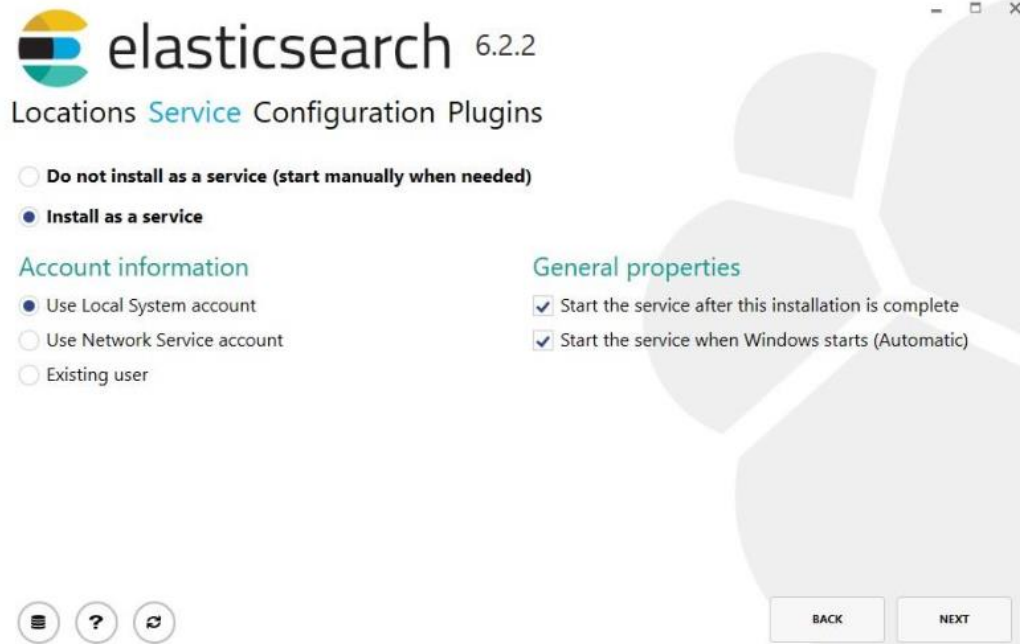 elasticsearch 6.2.2
Locations Service Configuration Plugins
Do not install as a service (start manually when needed)
Install as a service
Account information
Use Local System account
Use Network Service account
Existing user
General properties
Start the service after this installation is complete
Start the service when Windows starts (Automatic)
?
BACK
NEXT